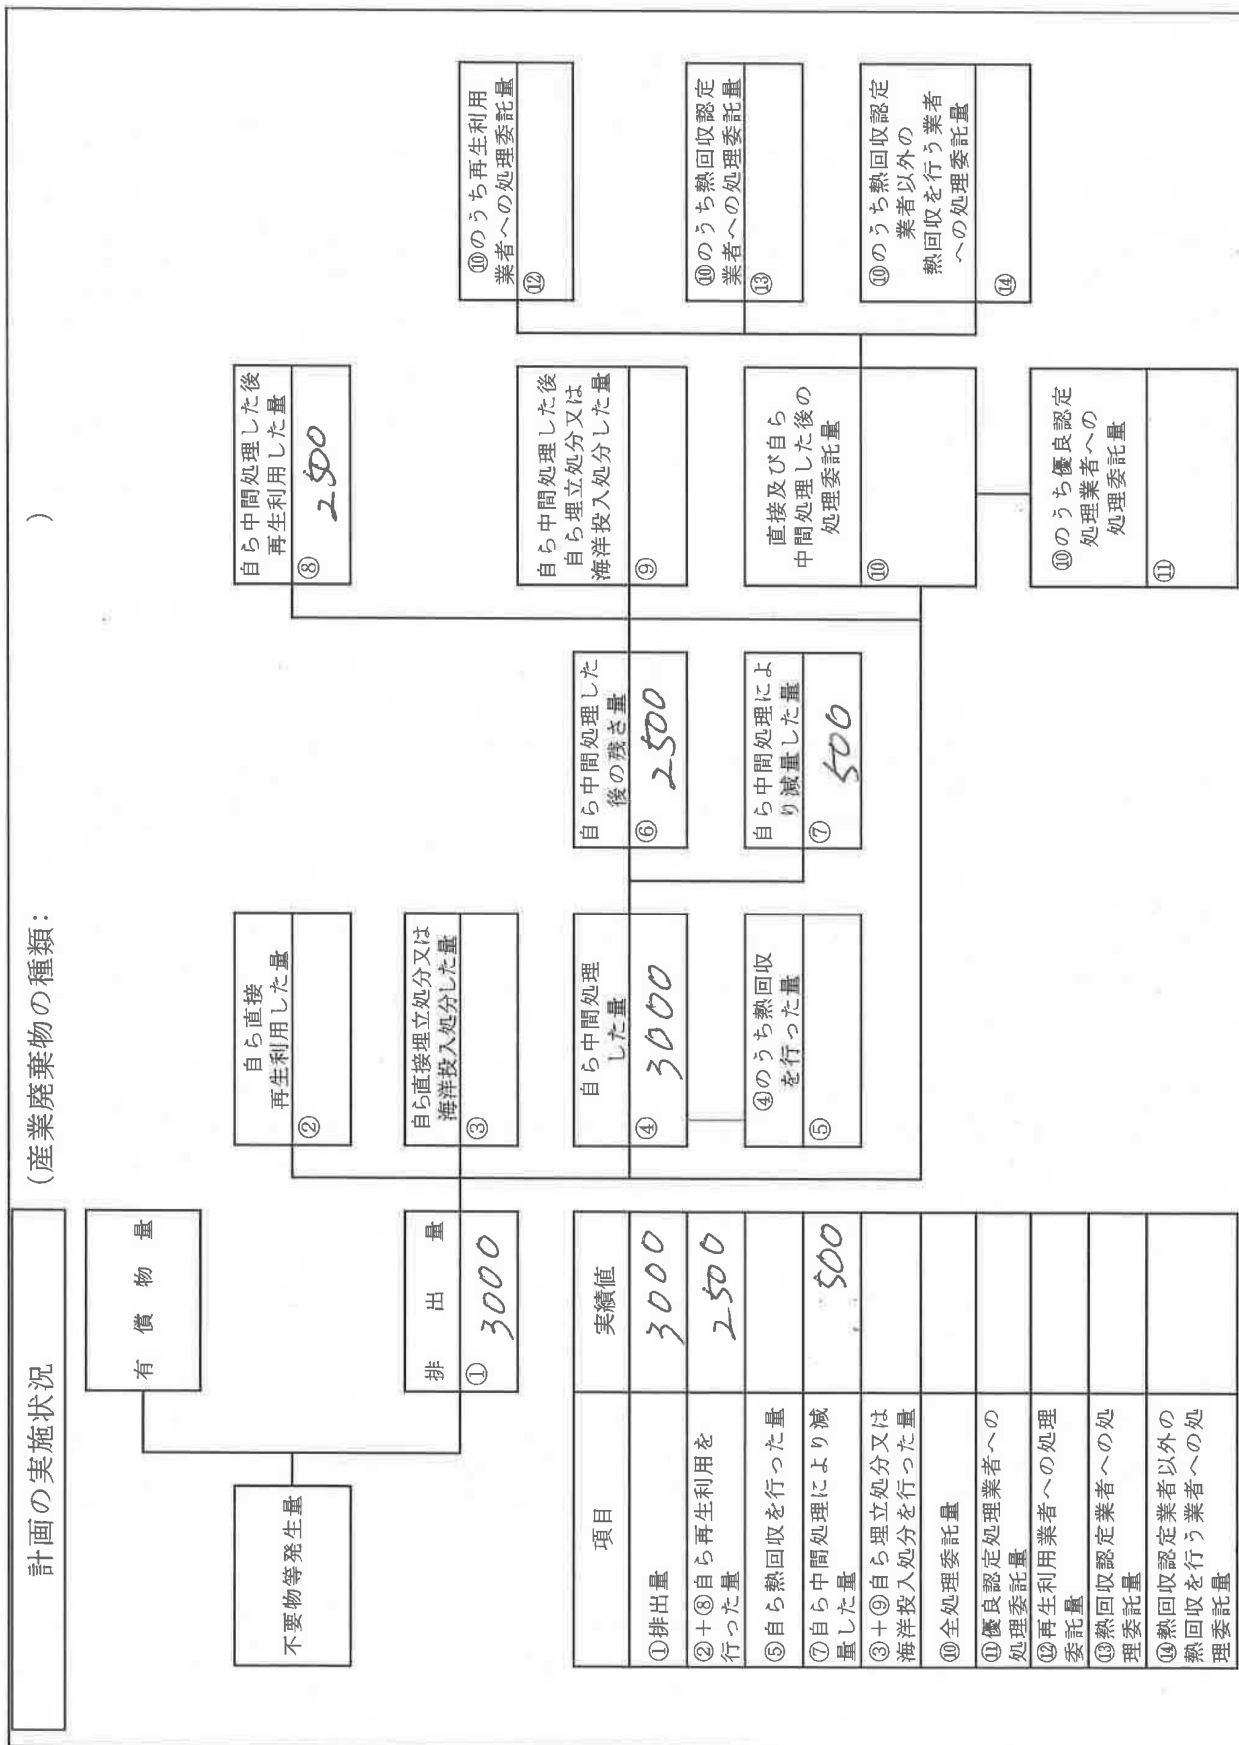 計画の実施状況
(産業廃棄物の種類: )
不要物等発生量
有償物量
排出量
① 3000
自ら直接
再生利用した量
②
自ら直接埋立処分又は
海洋投入処分した量
③
自ら中間処理
した量
④ 3000
④のうち熱回収
を行った量
⑤
自ら中間処理した
後の残さ量
⑥ 2500
自ら中間処理によ
り減量した量
⑦ 500
自ら中間処理した後
再生利用した量
⑧ 2500
自ら中間処理した後
自ら埋立処分又は
海洋投入処分した量
⑨
直接及び自ら
中間処理した後の
処理委託量
⑩
⑩のうち優良認定
処理業者への
処理委託量
⑪
⑩のうち再生利用
業者への処理委託量
⑫
⑩のうち熱回収認定
業者への処理委託量
⑬
⑩のうち熱回収認定
業者以外の
熱回収を行う業者
への処理委託量
⑭
項目 実績値
①排出量 3000
②+⑧自ら再生利用を
行った量 2500
⑤自ら熱回収を行った量
⑦自ら中間処理により減
量した量 500
③+⑨自ら埋立処分又は
海洋投入処分を行った量
⑩全処理委託量
⑪優良認定処理業者への
処理委託量
⑫再生利用業者への処理
委託量
⑬熱回収認定業者への処
理委託量
⑭熱回収認定業者以外の
熱回収を行う業者への処
理委託量